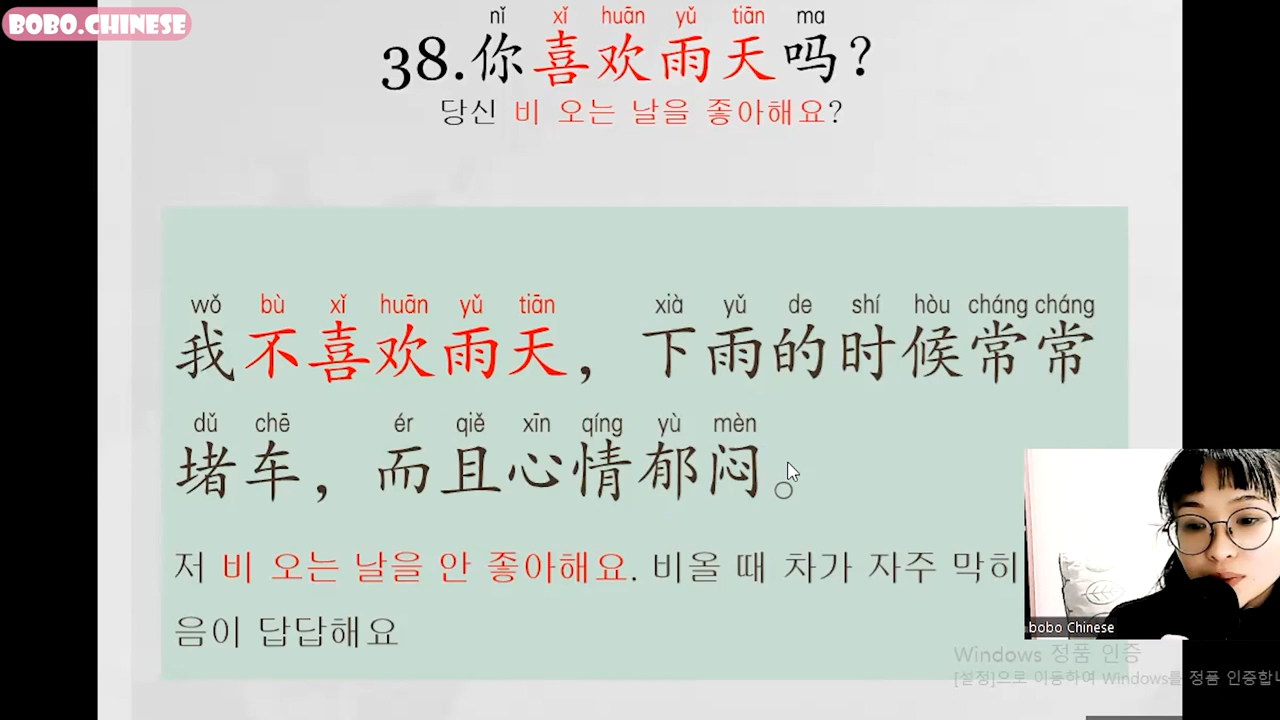 BOBO.CHINESE
nǐ xǐ huān yǔ tiān ma
38.你喜欢雨天吗?
당신 비 오는 날을 좋아해요?
wǒ bù xǐ huān yǔ tiān xià yǔ de shí hòu cháng cháng
我不喜欢雨天，下雨的时候常常
dǔ chē ér qiě xīn qíng yù mèn
堵车，而且心情郁闷。
저 비 오는 날을 안 좋아해요. 비올 때 차가 자주 막히
음이 답답해요
bobo Chinese
Windows 정품 인증
[설정]으로 이동하여 Windows를 정품 인증합니